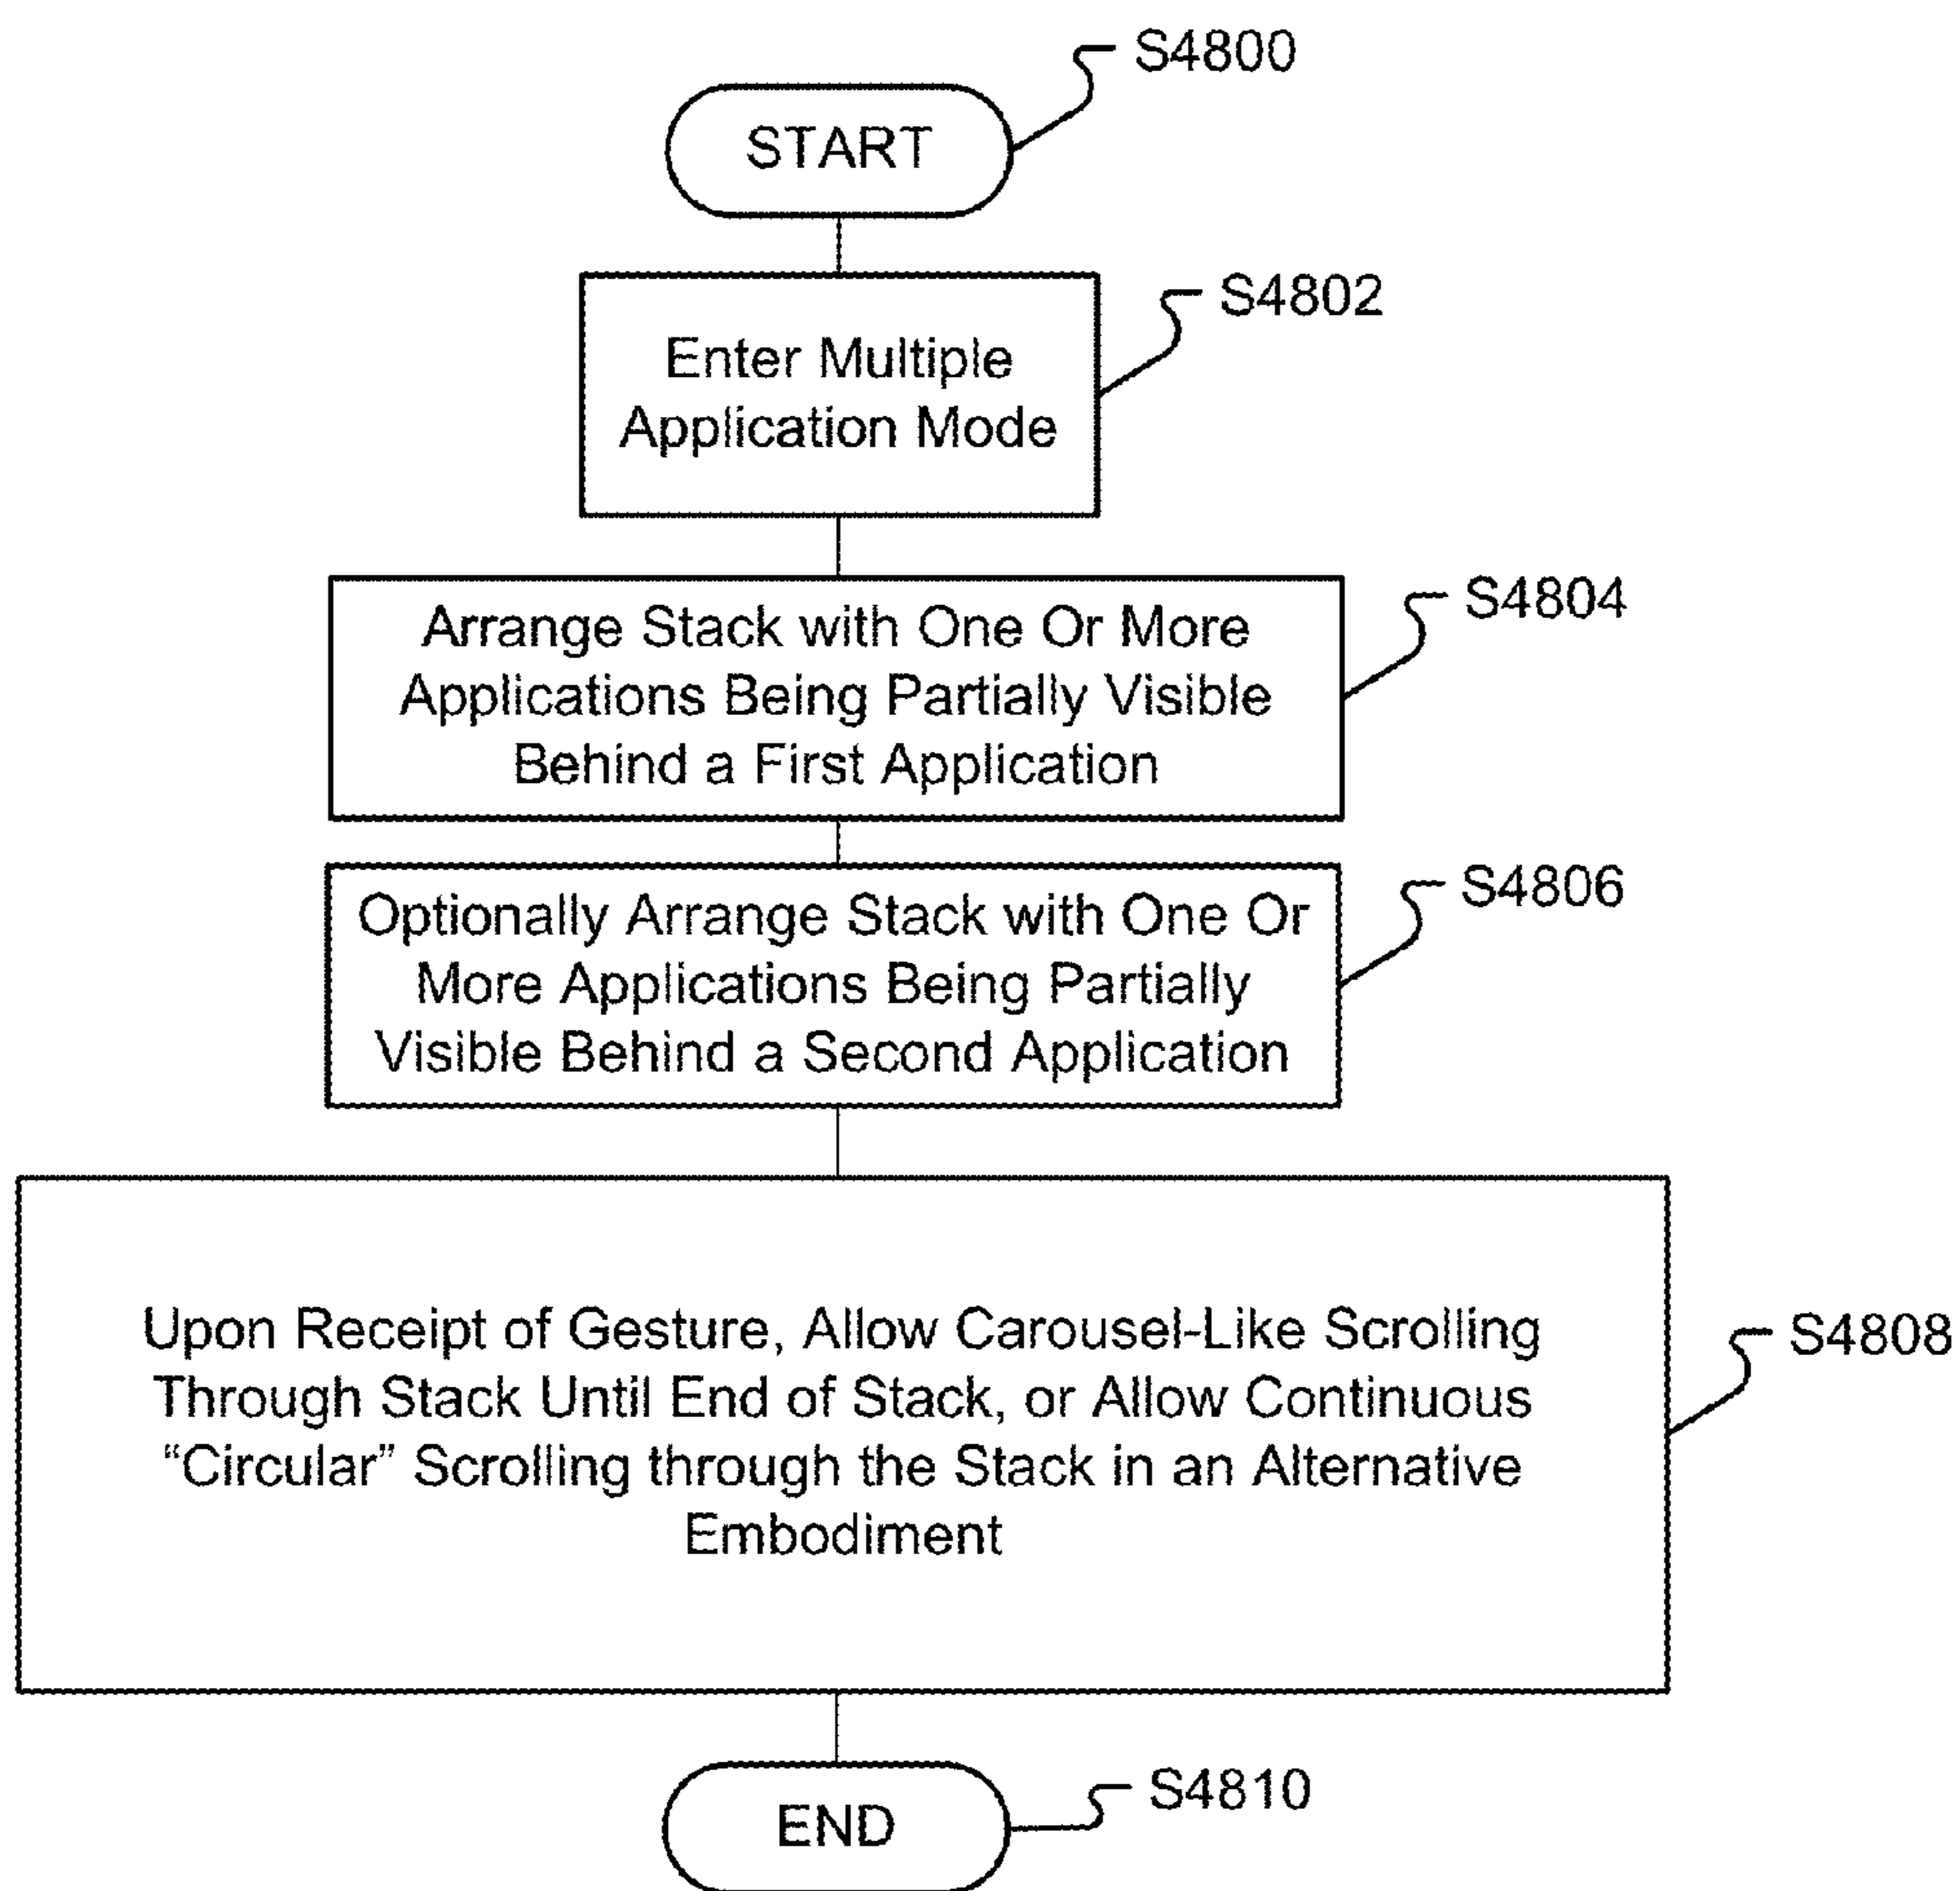 S4800
START
S4802
Enter Multiple
Application Mode
S4804
Arrange Stack with One Or More
Applications Being Partially Visible
Behind a First Application
S4806
Optionally Arrange Stack with One Or
More Applications Being Partially
Visible Behind a Second Application
S4808
Upon Receipt of Gesture, Allow Carousel-Like Scrolling
Through Stack Until End of Stack, or Allow Continuous
“Circular” Scrolling through the Stack in an Alternative
Embodiment
S4810
END